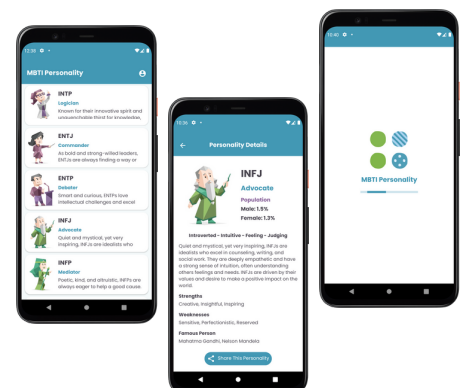 12:38
MBTI Personality
INTP
Logician
Known for their innovative spirit and
unquenchable thirst for knowledge,
ENTJ
Commander
As bold and strong-willed leaders,
ENTJs are always finding a way or
ENTP
Debater
Smart and curious, ENTPs love
intellectual challenges and excel
INFJ
Advocate
Quiet and mystical, yet very
inspiring, INFJs are idealists who
INFP
Mediator
Poetic, kind, and altruistic, INFPs are
always eager to help a good cause.
Personality Details
INFJ
Advocate
Population
Male: 1.5%
Female: 1.3%
Introverted - Intuitive - Feeling - Judging
Quiet and mystical, yet very inspiring, INFJs are
idealists who excel in counseling, writing, and
social work. They are deeply empathetic and have
a strong sense of intuition, often understanding
others feelings and needs. INFJs are driven by their
values and desire to make a positive impact on the
world.
Strengths
Creative, Insightful, Inspiring
Weaknesses
Sensitive, Perfectionistic, Reserved
Famous Person
Mahatma Gandhi, Nelson Mandela
Share This Personality
10:40
MBTI Personality